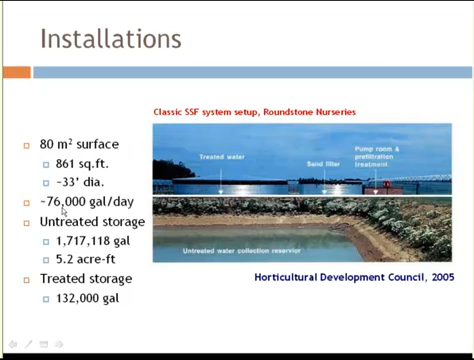 Installations
Classic SSF system setup, Roundstone Nurseries
80 m² surface
861 sq.ft.
~33' dia.
~76,000 gal/day
Untreated storage
1,717,118 gal
5.2 acre-ft
Treated storage
132,000 gal
Treated water
Sand filter
Pump room &
prefiltration
treatment
Untreated water collection reservoir
Horticultural Development Council, 2005